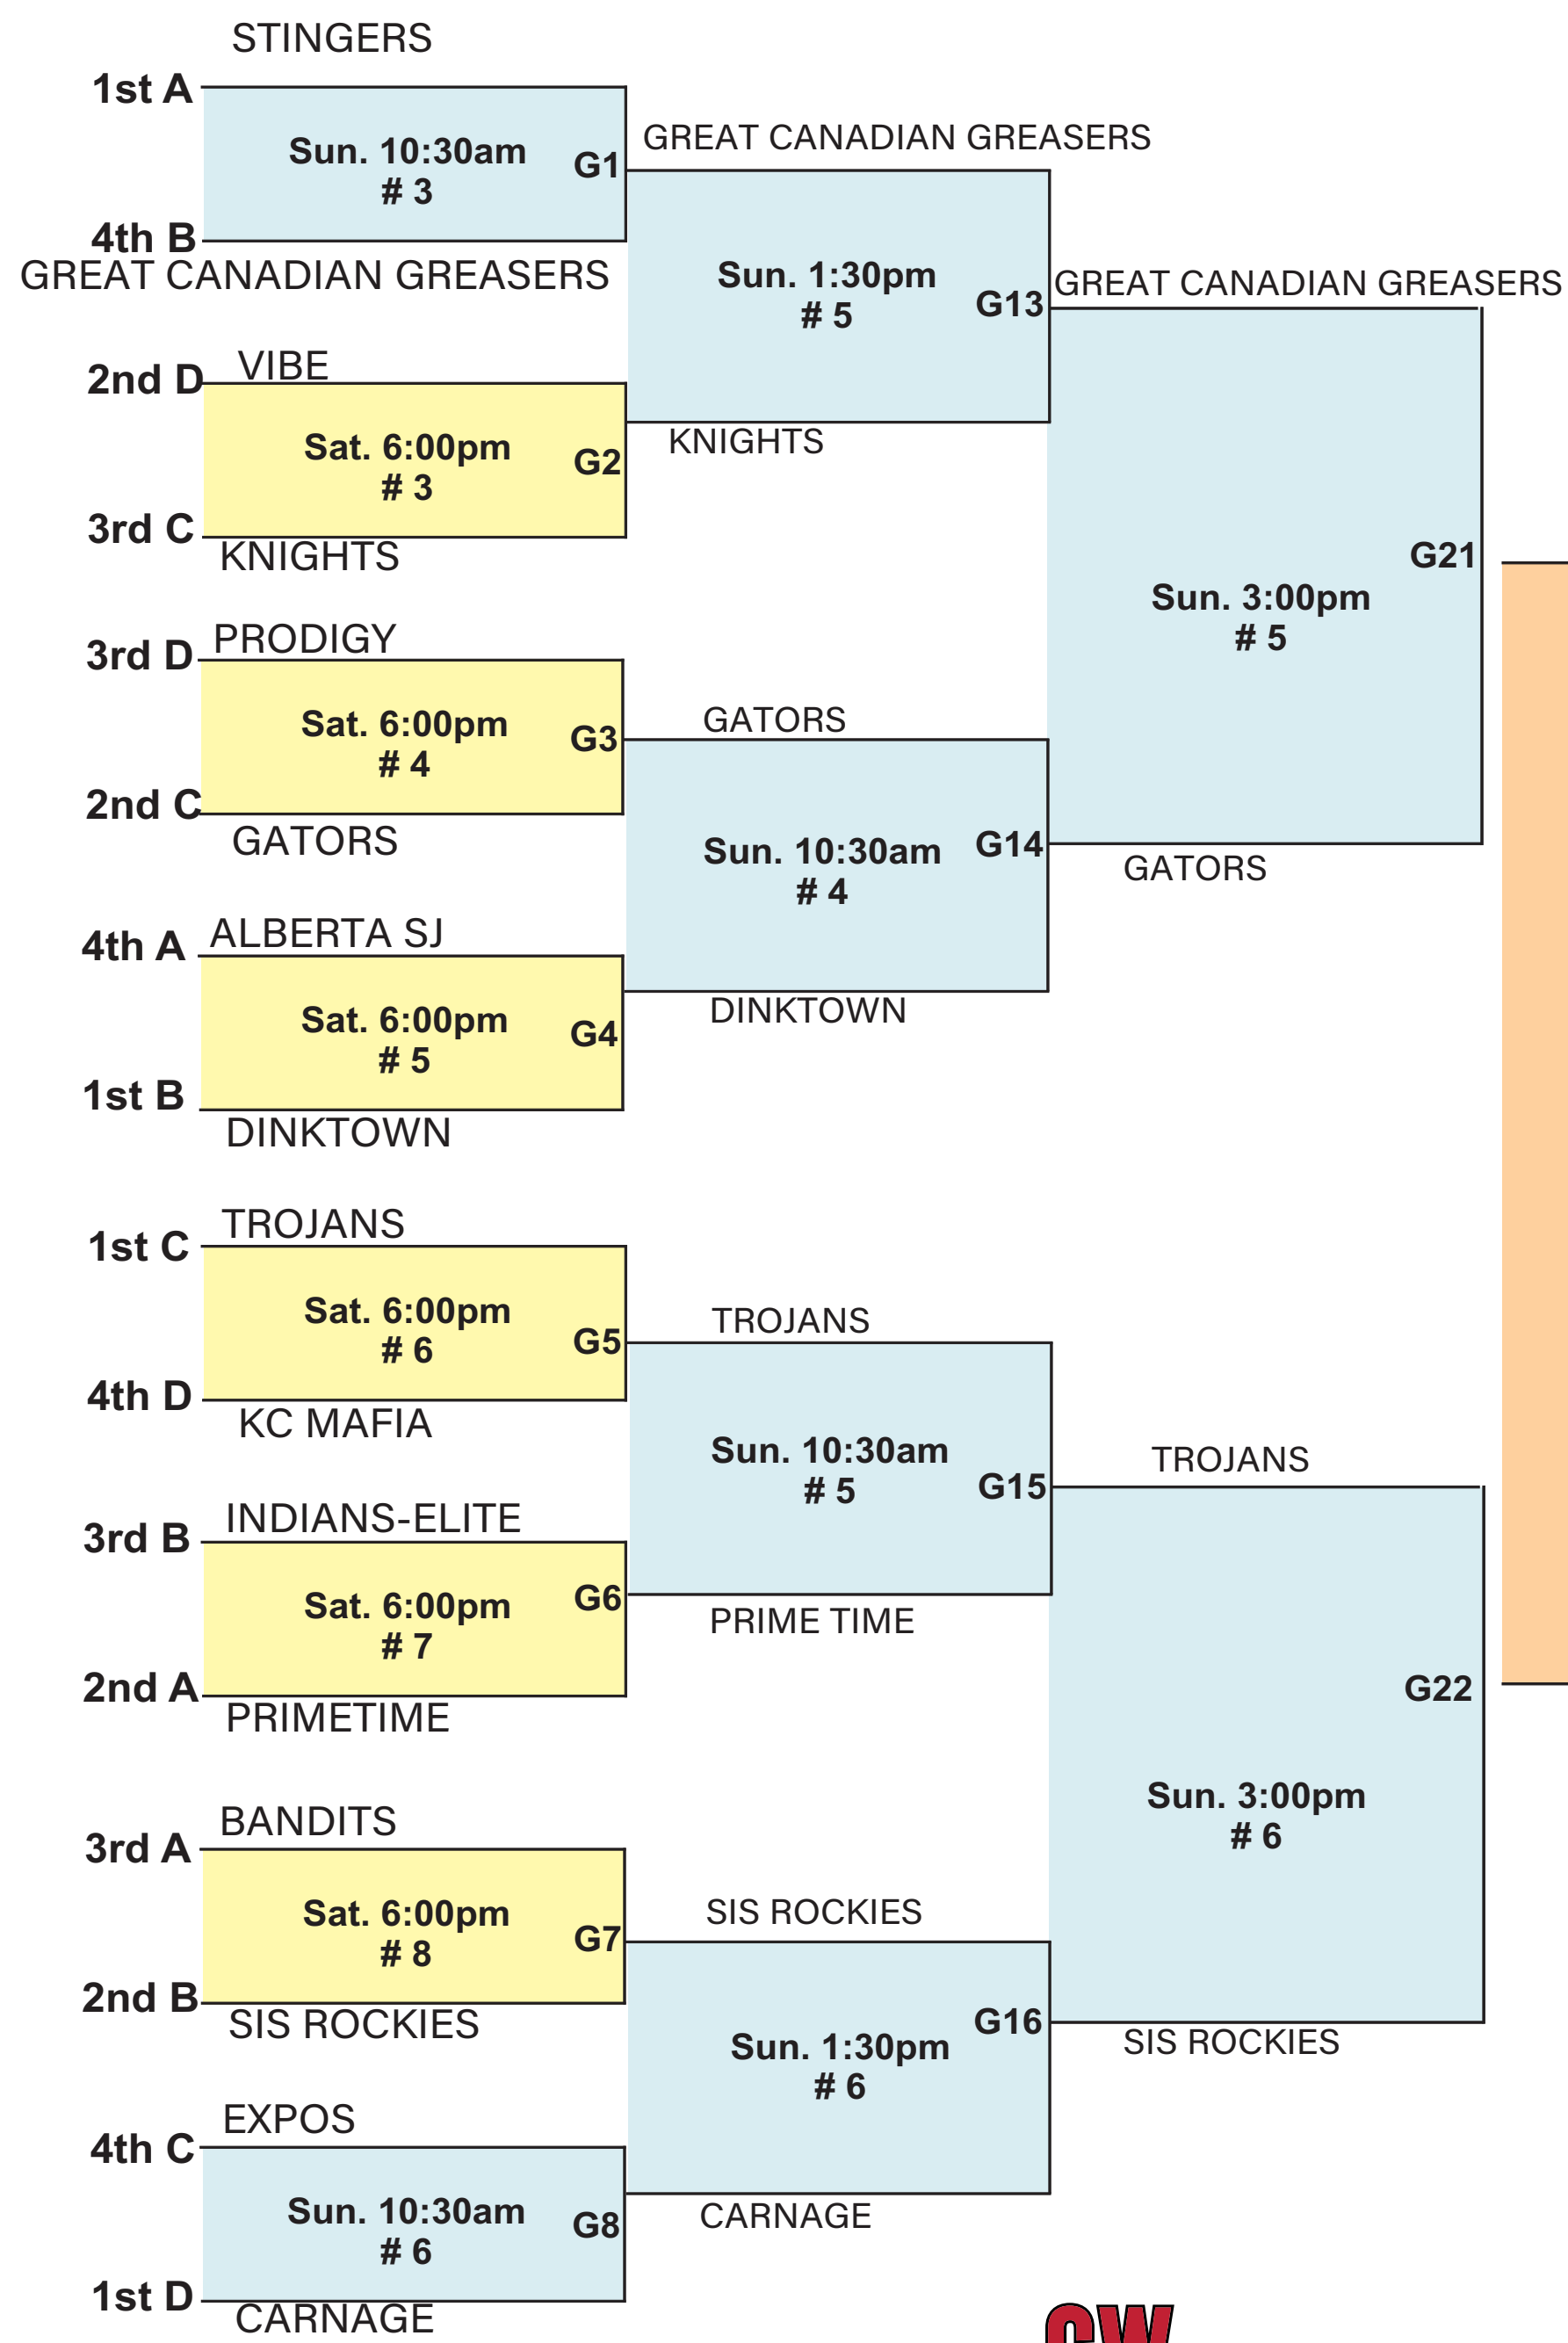 STINGERS
1st A
Sun. 10:30am
# 3
G1
4th B
GREAT CANADIAN GREASERS
GREAT CANADIAN GREASERS
Sun. 1:30pm
# 5
G13
KNIGHTS
2nd D
VIBE
Sat. 6:00pm
# 3
G2
3rd C
KNIGHTS
GREAT CANADIAN GREASERS
Sun. 3:00pm
# 5
G21
GATORS
3rd D
PRODIGY
Sat. 6:00pm
# 4
G3
2nd C
GATORS
GATORS
Sun. 10:30am
# 4
G14
DINKTOWN
4th A
ALBERTA SJ
Sat. 6:00pm
# 5
G4
1st B
DINKTOWN
TROJANS
1st C
Sat. 6:00pm
# 6
G5
4th D
KC MAFIA
TROJANS
Sun. 10:30am
# 5
G15
PRIME TIME
INDIANS-ELITE
3rd B
Sat. 6:00pm
# 7
G6
2nd A
PRIMETIME
TROJANS
Sun. 3:00pm
# 6
G22
SIS ROCKIES
BANDITS
3rd A
Sat. 6:00pm
# 8
G7
2nd B
SIS ROCKIES
SIS ROCKIES
Sun. 1:30pm
# 6
G16
CARNAGE
EXPOS
4th C
Sun. 10:30am
# 6
G8
1st D
CARNAGE